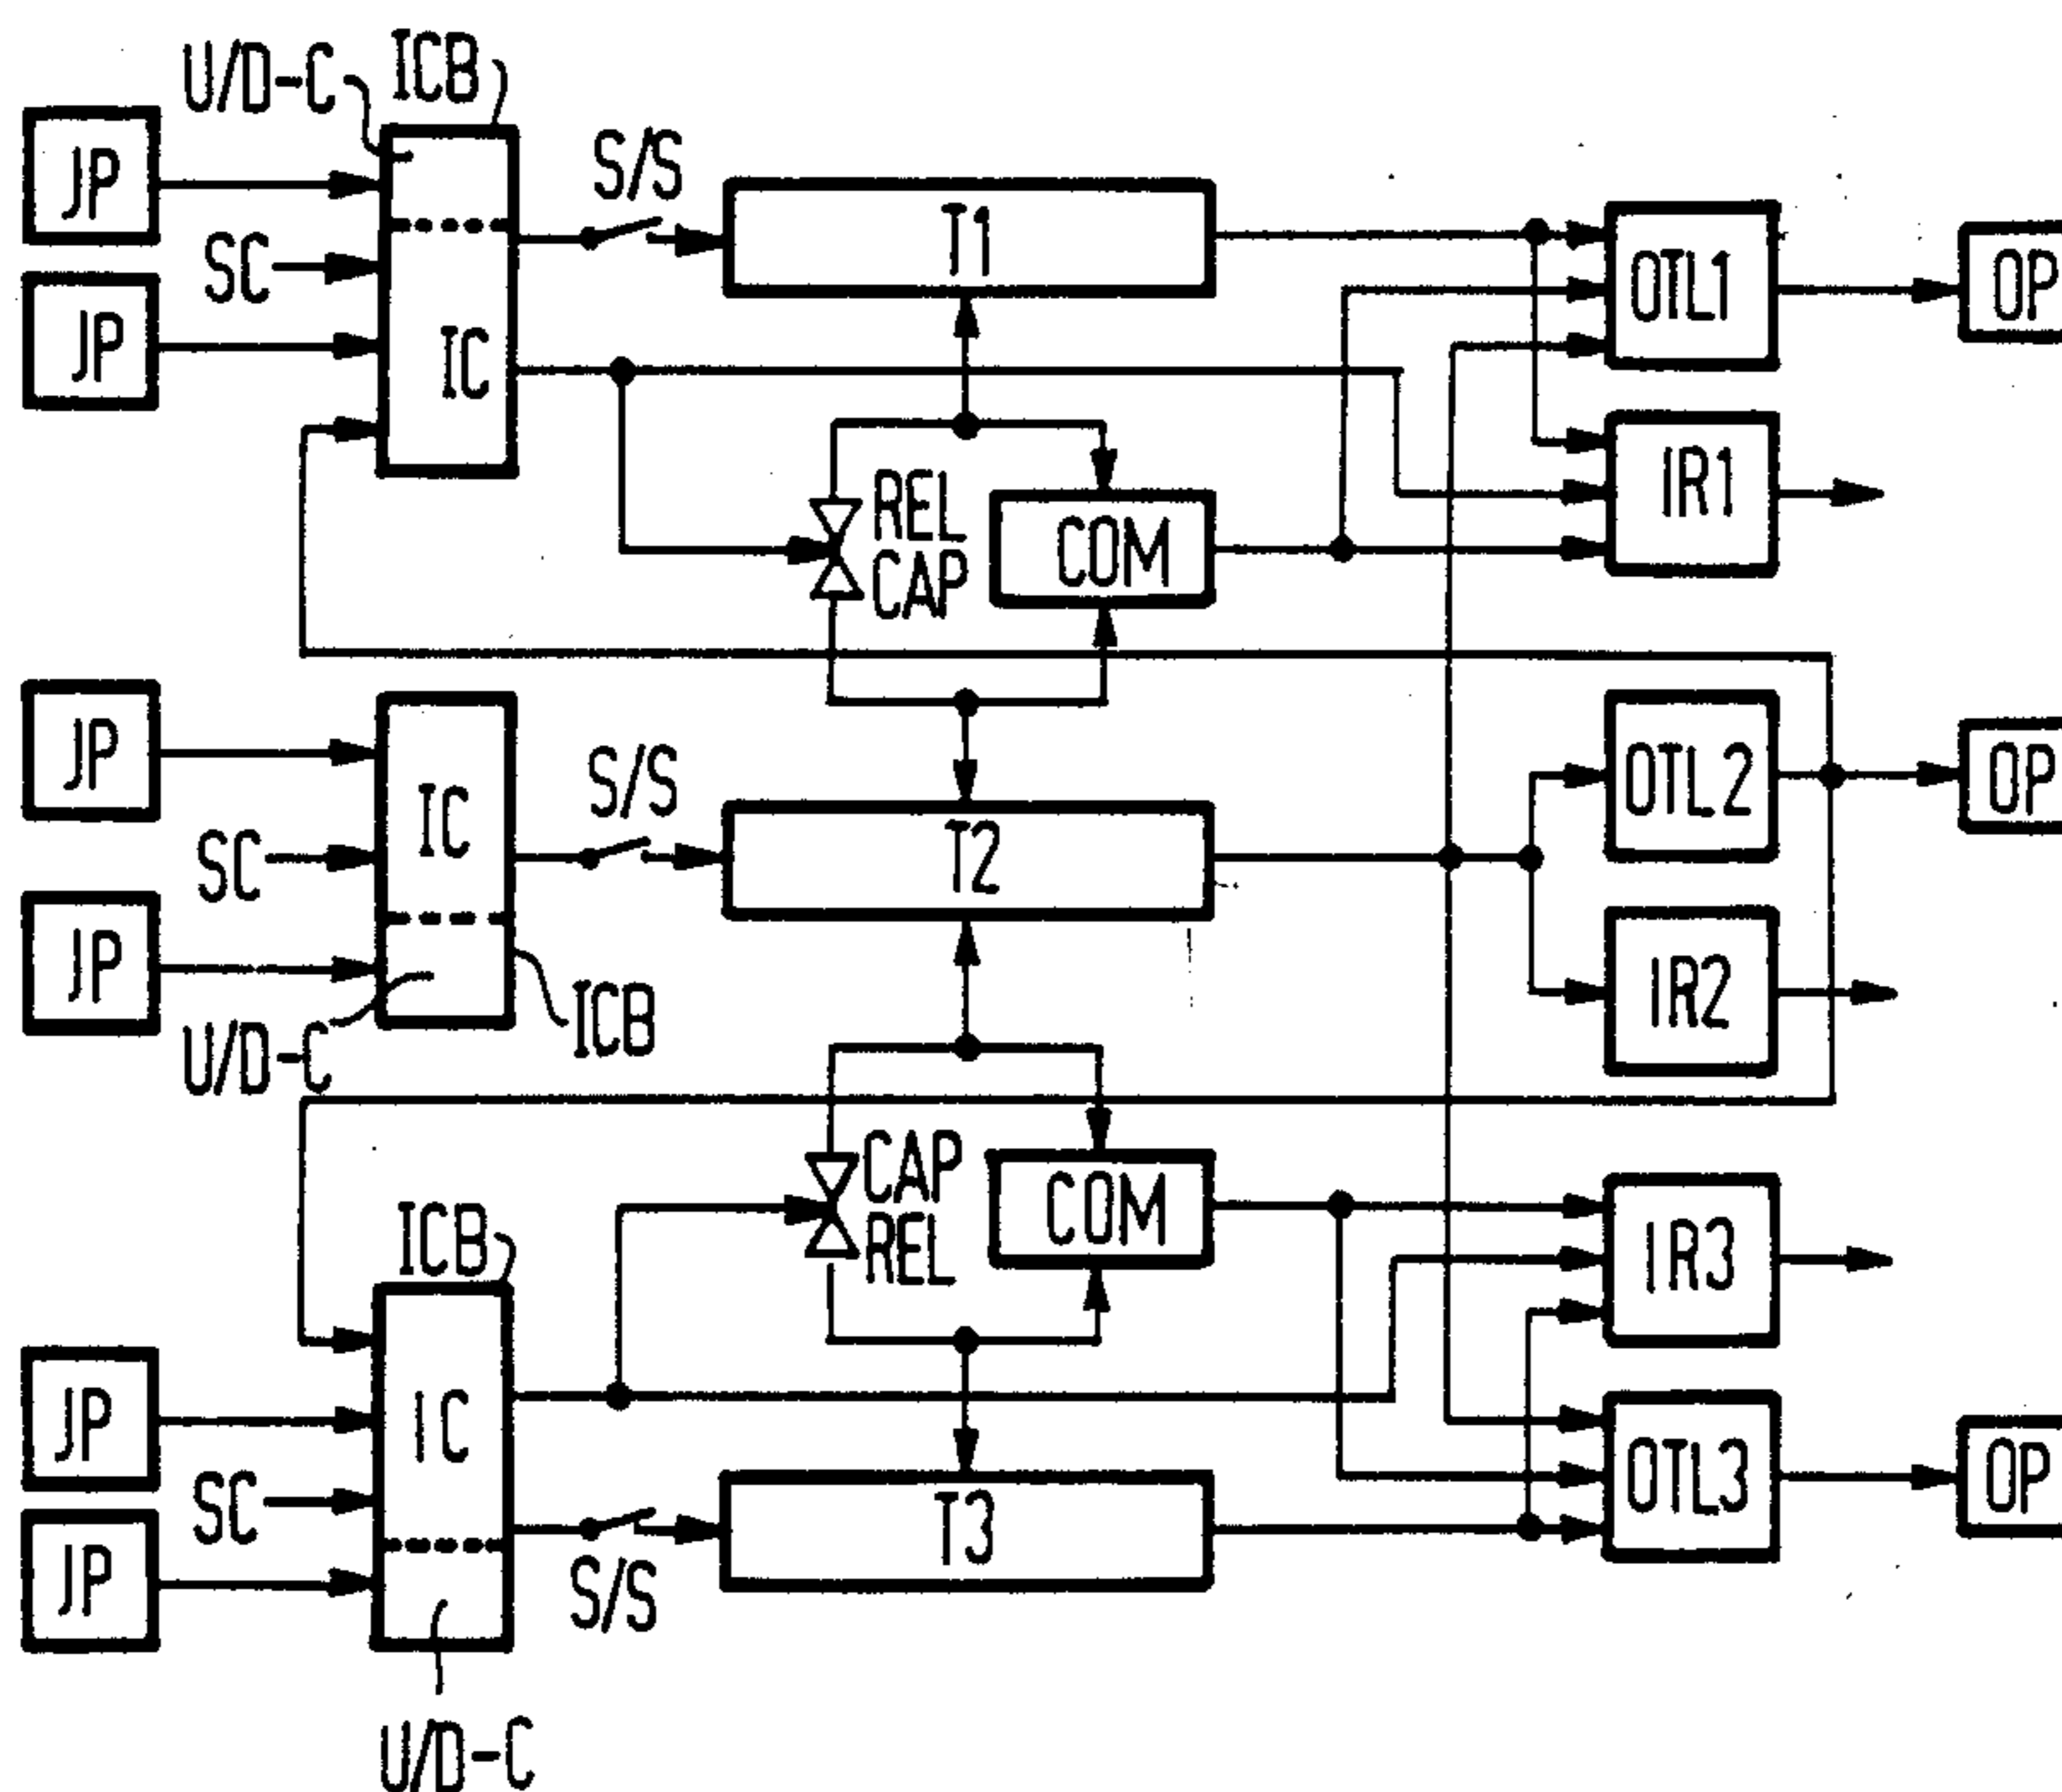 U/D-C
ICB
JP
S/S
T1
SC
OTL1
OP
JP
IC
REL
CAP
COM
IR1
JP
IC
S/S
OTL2
OP
SC
T2
JP
IR2
U/D-C
ICB
CAP
REL
COM
ICB
IR3
JP
IC
SC
T3
OTL3
OP
JP
S/S
U/D-C